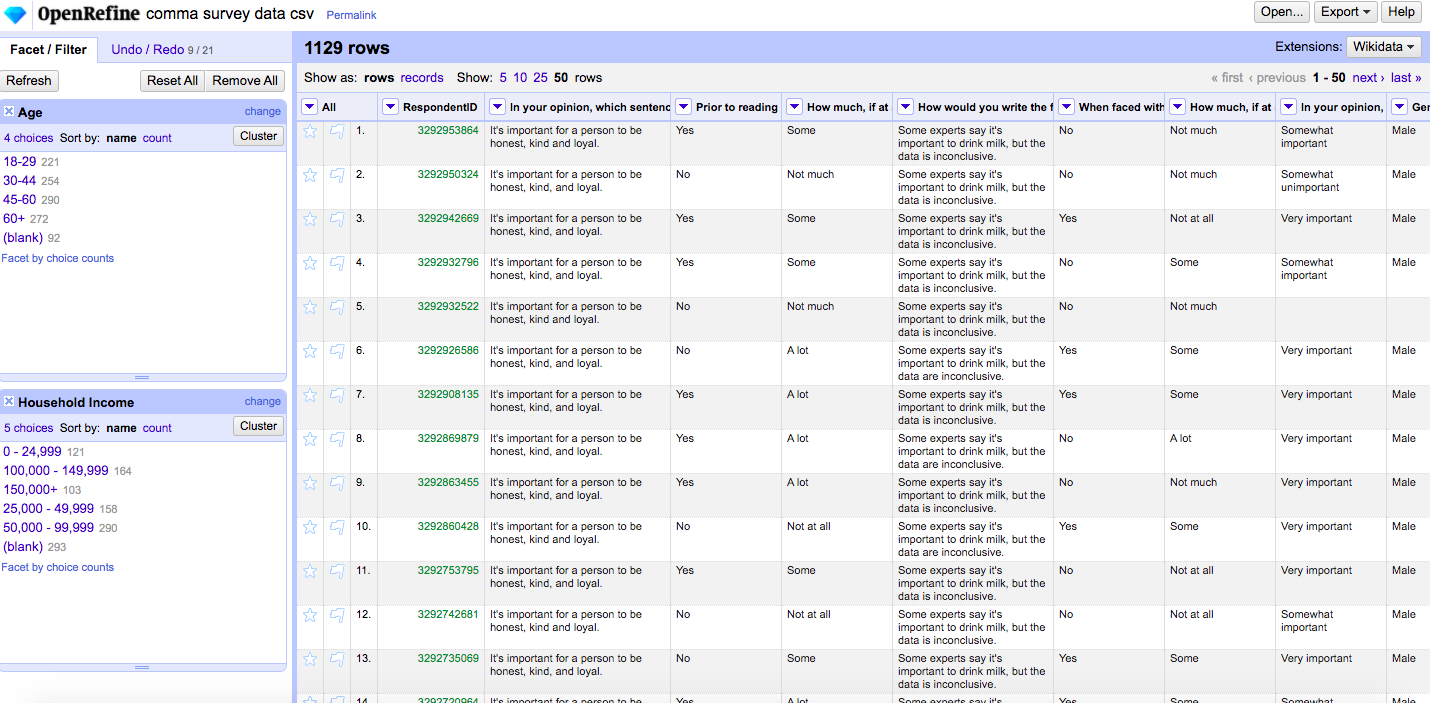 OpenRefine comma survey data csv Permalink
Open... Export Help
Facet / Filter Undo / Redo 9 / 21
Refresh Reset All Remove All
Age change
4 choices Sort by: name count Cluster
18-29 221
30-44 254
45-60 290
60+ 272
(blank) 92
Facet by choice counts
Household Income change
5 choices Sort by: name count Cluster
0 - 24,999 121
100,000 - 149,999 164
150,000+ 103
25,000 - 49,999 158
50,000 - 99,999 290
(blank) 293
Facet by choice counts
1129 rows
Extensions: Wikidata
Show as: rows records Show: 5 10 25 50 rows
« first ‹ previous 1 - 50 next › last »
All RespondentID In your opinion, which sentenc Prior to reading How much, if at How would you write the f When faced with How much, if at In your opinion, Ger
1. 3292953864 It's important for a person to be Yes Some Some experts say it's No Not much Somewhat Male
honest, kind and loyal. important to drink milk, but the important
data is inconclusive.
2. 3292950324 It's important for a person to be No Not much Some experts say it's No Not much Somewhat Male
honest, kind, and loyal. important to drink milk, but the unimportant
data is inconclusive.
3. 3292942669 It's important for a person to be Yes Some Some experts say it's Yes Not at all Very important Male
honest, kind, and loyal. important to drink milk, but the
data is inconclusive.
4. 3292932796 It's important for a person to be Yes Some Some experts say it's No Some Somewhat Male
honest, kind, and loyal. important to drink milk, but the important
data is inconclusive.
5. 3292932522 It's important for a person to be No Not much Some experts say it's No Not much
honest, kind and loyal. important to drink milk, but the
data is inconclusive.
6. 3292926586 It's important for a person to be No A lot Some experts say it's Yes Some Very important Male
honest, kind, and loyal. important to drink milk, but the
data are inconclusive.
7. 3292908135 It's important for a person to be Yes A lot Some experts say it's Yes Some Very important Male
honest, kind, and loyal. important to drink milk, but the
data is inconclusive.
8. 3292869879 It's important for a person to be Yes A lot Some experts say it's No A lot Very important Male
honest, kind, and loyal. important to drink milk, but the
data are inconclusive.
9. 3292863455 It's important for a person to be Yes A lot Some experts say it's No Not much Very important Male
honest, kind, and loyal. important to drink milk, but the
data is inconclusive.
10. 3292860428 It's important for a person to be No Not at all Some experts say it's Yes Some Very important Male
honest, kind and loyal. important to drink milk, but the
data are inconclusive.
11. 3292753795 It's important for a person to be Yes Some Some experts say it's No Not at all Very important Male
honest, kind, and loyal. important to drink milk, but the
data is inconclusive.
12. 3292742681 It's important for a person to be No Not at all Some experts say it's No Not at all Somewhat Male
honest, kind and loyal. important to drink milk, but the important
data is inconclusive.
13. 3292735069 It's important for a person to be No Some Some experts say it's Yes Some Very important Male
honest, kind, and loyal. important to drink milk, but the
data is inconclusive.
14. 3292720964 It's important for a person to be Yes A lot Some experts say it's Yes Some Very important Male